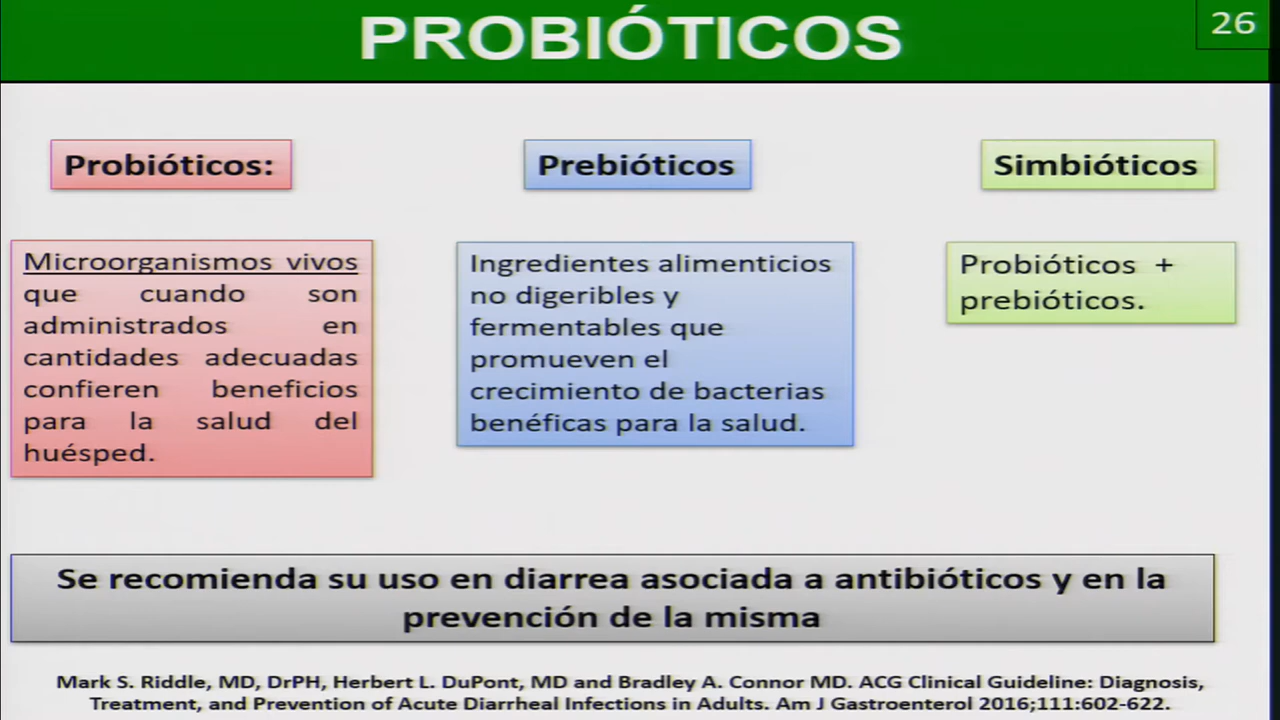 PROBIÓTICOS
26
Probióticos:
Microorganismos vivos
que cuando son
administrados en
cantidades adecuadas
confieren beneficios
para la salud del
huésped.
Prebióticos
Ingredientes alimenticios
no digeribles y
fermentables que
promueven el
crecimiento de bacterias
benéficas para la salud.
Simbióticos
Probióticos +
prebióticos.
Se recomienda su uso en diarrea asociada a antibióticos y en la
prevención de la misma
Mark S. Riddle, MD, DrPH, Herbert L. DuPont, MD and Bradley A. Connor MD. ACG Clinical Guideline: Diagnosis,
Treatment, and Prevention of Acute Diarrheal Infections in Adults. Am J Gastroenterol 2016;111:602-622.